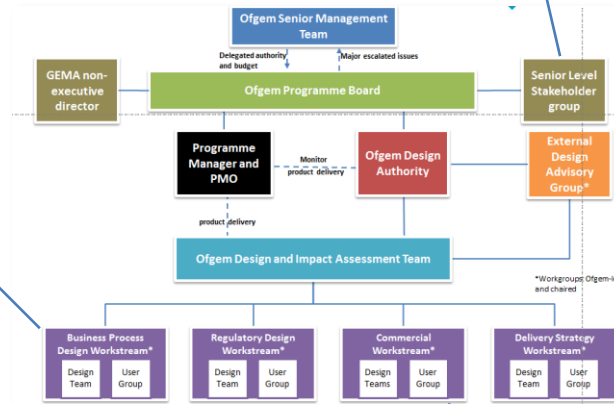 Ofgem Senior Management
Team
Delegated authority
and budget
Major escalated issues
GEMA non-
executive
director
Ofgem Programme Board
Senior Level
Stakeholder
group
Programme
Manager and
PMO
Monitor
product delivery
Ofgem Design
Authority
External
Design
Advisory
Group*
product delivery
Ofgem Design and Impact Assessment Team
*Workgroups Ofgem-l
and chaired
Business Process
Design Workstream*
Design
Team
User
Group
Regulatory Design
Workstream*
Design
Team
User
Group
Commercial
Workstream*
Design
Teams
User
Group
Delivery Strategy
Workstream*
Design
Team
User
Group